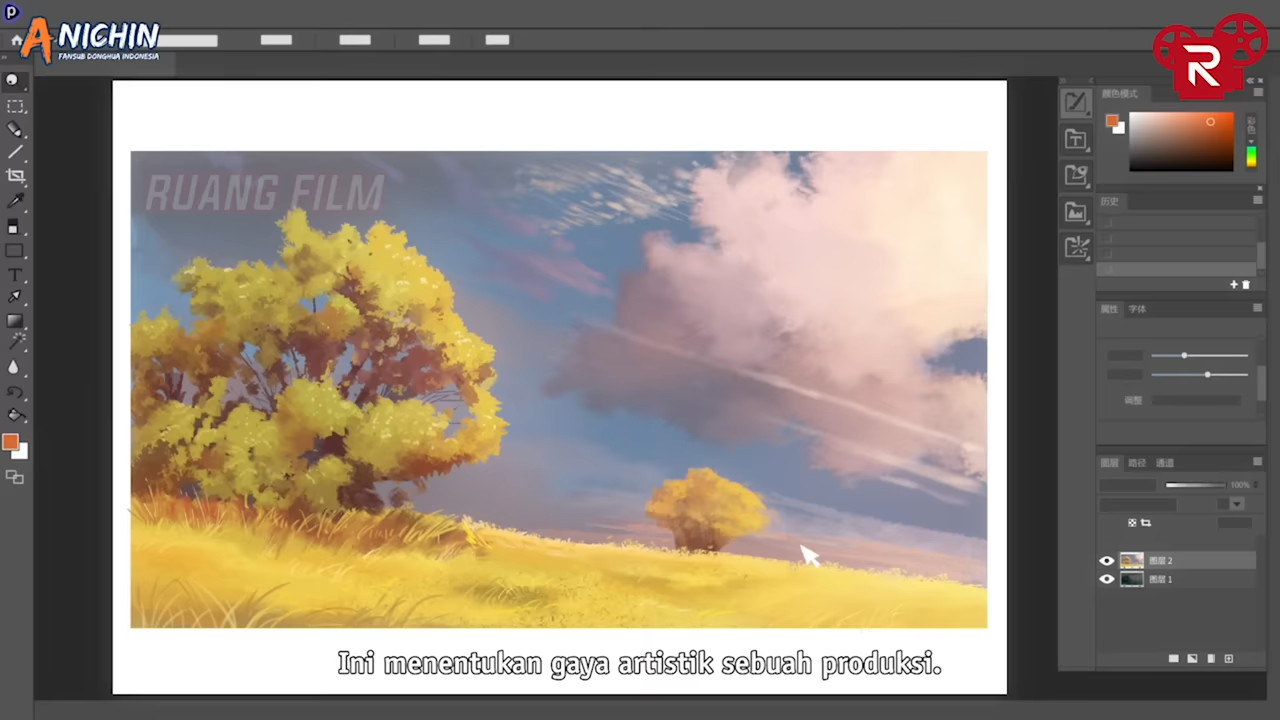 P
ANICHIN
FANSUB DONGHUA INDONESIA
R
颜色模式
RUANG FILM
历史
属性 字体
调整
图层 路径 通道
100%
图层 2
图层 1
Ini menentukan gaya artistik sebuah produksi.